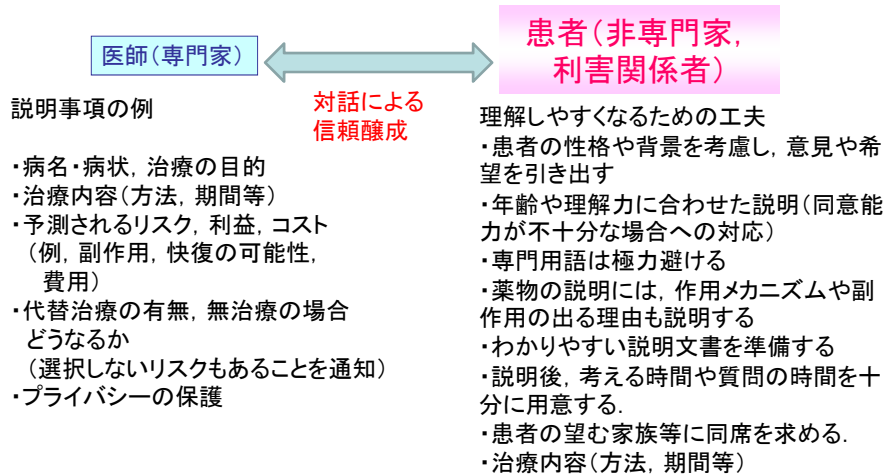 医師（専門家）
対話による
信頼醸成
患者（非専門家，
利害関係者）
説明事項の例
・病名・病状，治療の目的
・治療内容（方法，期間等）
・予測されるリスク，利益，コスト
（例，副作用，快復の可能性，
費用）
・代替治療の有無，無治療の場合
どうなるか
（選択しないリスクもあることを通知）
・プライバシーの保護
理解しやすくなるための工夫
・患者の性格や背景を考慮し，意見や希
望を引き出す
・年齢や理解力に合わせた説明（同意能
力が不十分な場合への対応）
・専門用語は極力避ける
・薬物の説明には，作用メカニズムや副
作用の出る理由も説明する
・わかりやすい説明文書を準備する
・説明後，考える時間や質問の時間を十
分に用意する．
・患者の望む家族等に同席を求める．
・治療内容（方法，期間等）